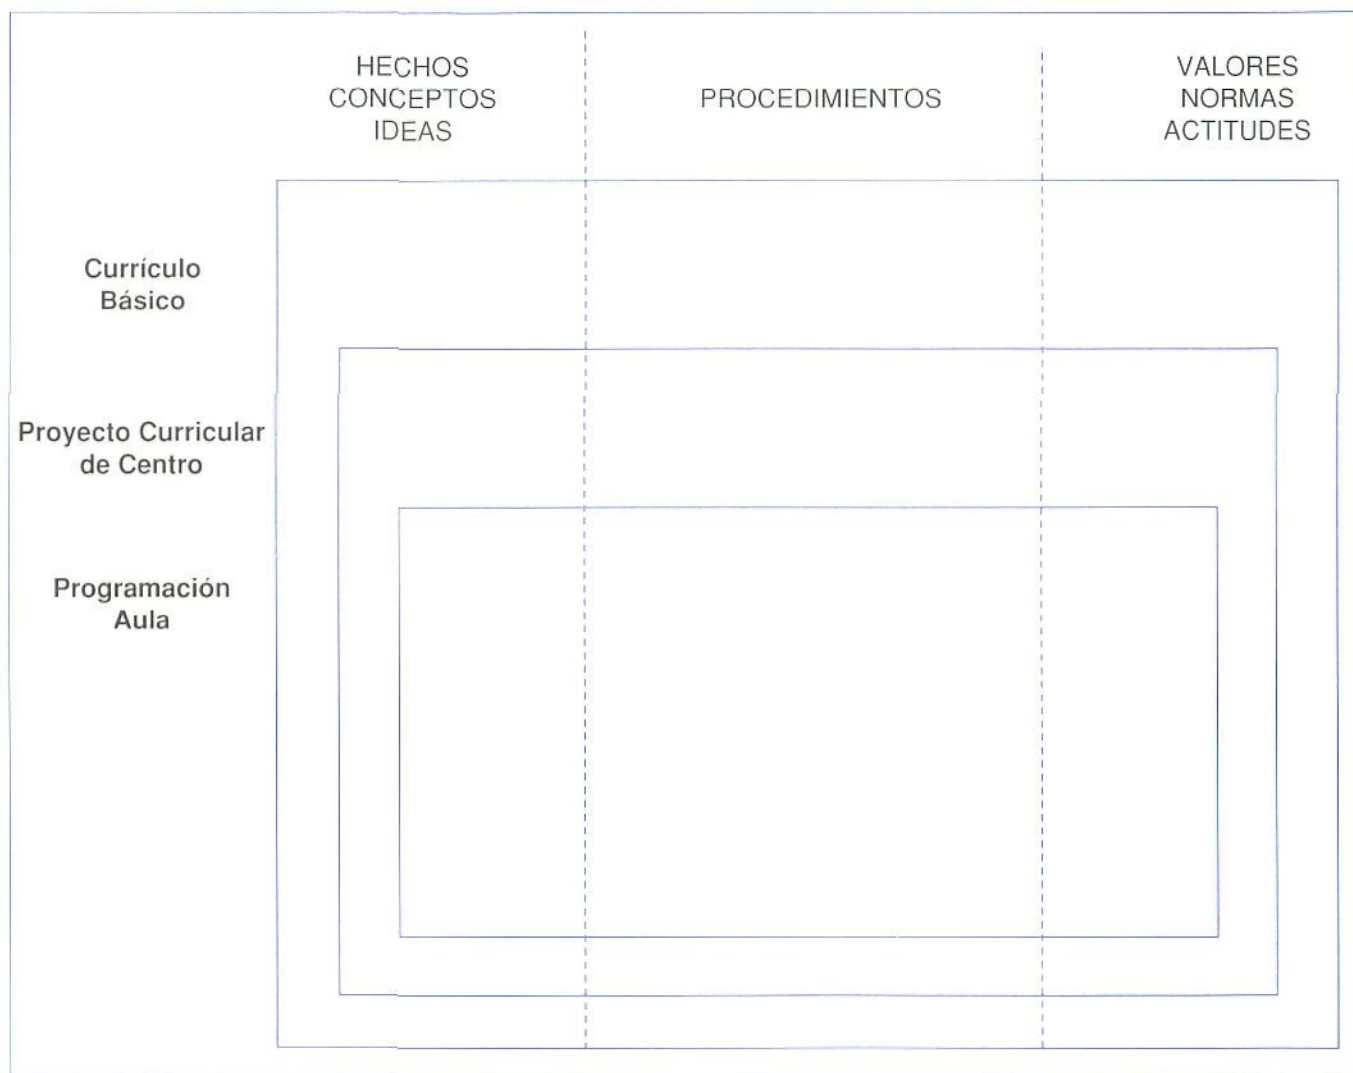 HECHOS
CONCEPTOS
IDEAS
PROCEDIMIENTOS
VALORES
NORMAS
ACTITUDES
Currículo
Básico
Proyecto Curricular
de Centro
Programación
Aula